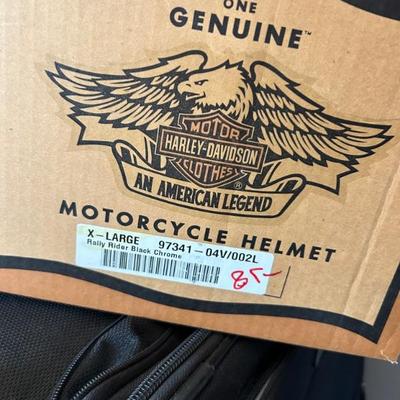 ONE
GENUINE™
MOTOR
HARLEY-DAVIDSON
CLOTHES
®
AN AMERICAN LEGEND
MOTORCYCLE HELMET
X-LARGE 97341-04V/002L
Rally Rider Black Chrome
85-